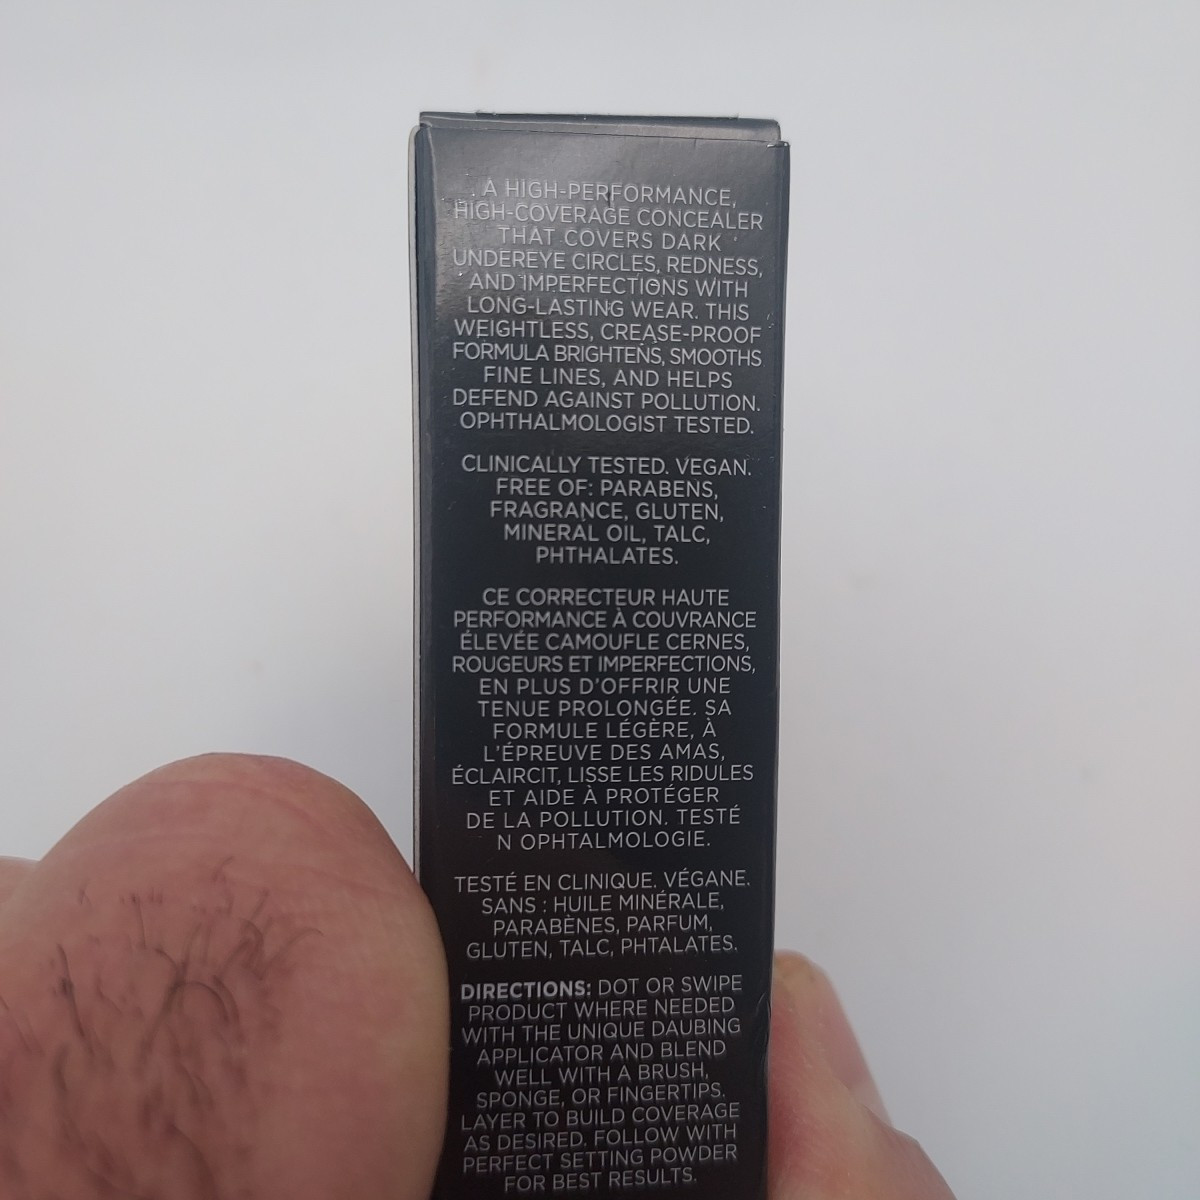 A HIGH-PERFORMANCE,
HIGH-COVERAGE CONCEALER
THAT COVERS DARK
UNDEREYE CIRCLES, REDNESS,
AND IMPERFECTIONS WITH
LONG-LASTING WEAR. THIS
WEIGHTLESS, CREASE-PROOF
FORMULA BRIGHTENS, SMOOTHS
FINE LINES, AND HELPS
DEFEND AGAINST POLLUTION.
OPHTHALMOLOGIST TESTED.
CLINICALLY TESTED. VEGAN.
FREE OF: PARABENS,
FRAGRANCE, GLUTEN,
MINERAL OIL, TALC,
PHTHALATES.
CE CORRECTEUR HAUTE
PERFORMANCE À COUVRANCE
ÉLEVÉE CAMOUFLE CERNES,
ROUGEURS ET IMPERFECTIONS,
EN PLUS D'OFFRIR UNE
TENUE PROLONGÉE. SA
FORMULE LÉGÈRE, À
L'ÉPREUVE DES AMAS,
ÉCLAIRCIT, LISSE LES RIDULES
ET AIDE À PROTÉGER
DE LA POLLUTION. TESTÉ
N OPHTALMOLOGIE.
TESTÉ EN CLINIQUE. VÉGANE.
SANS : HUILE MINÉRALE,
PARABÈNES, PARFUM,
GLUTEN, TALC, PHTALATES.
DIRECTIONS: DOT OR SWIPE
PRODUCT WHERE NEEDED
WITH THE UNIQUE DAUBING
APPLICATOR AND BLEND
WELL WITH A BRUSH,
SPONGE, OR FINGERTIPS.
LAYER TO BUILD COVERAGE
AS DESIRED. FOLLOW WITH
PERFECT SETTING POWDER
FOR BEST RESULTS.